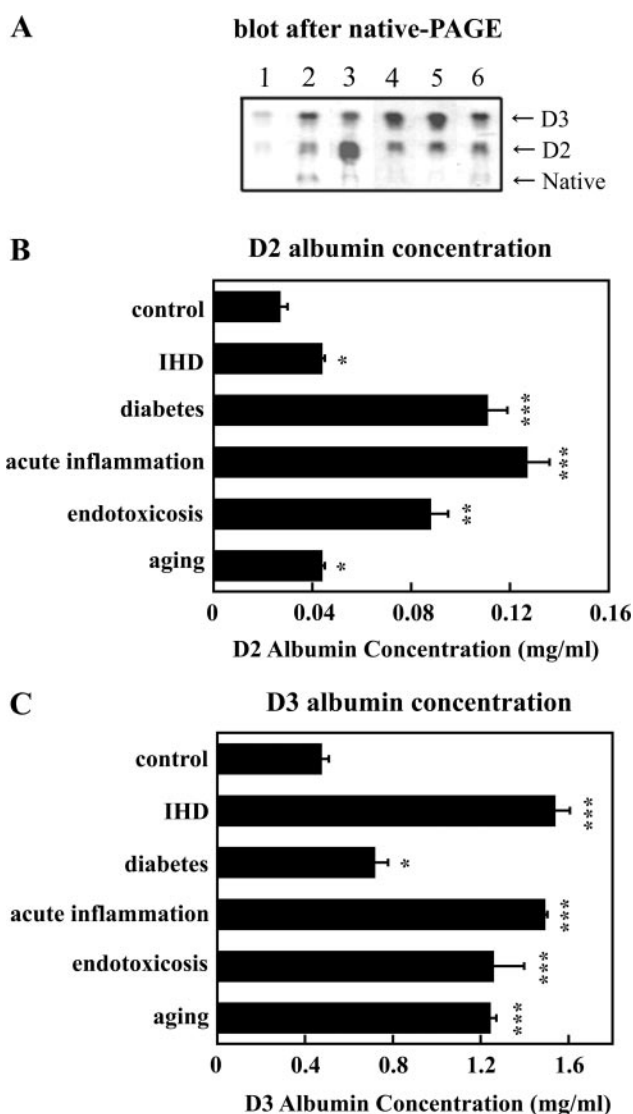 A
blot after native-PAGE
1 2 3 4 5 6
← D3
← D2
← Native
B
D2 albumin concentration
control
IHD *
diabetes ***
acute inflammation ***
endotoxicosis **
aging *
0 0.04 0.08 0.12 0.16
D2 Albumin Concentration (mg/ml)
C
D3 albumin concentration
control
IHD ***
diabetes *
acute inflammation ***
endotoxicosis ***
aging ***
0 0.4 0.8 1.2 1.6
D3 Albumin Concentration (mg/ml)